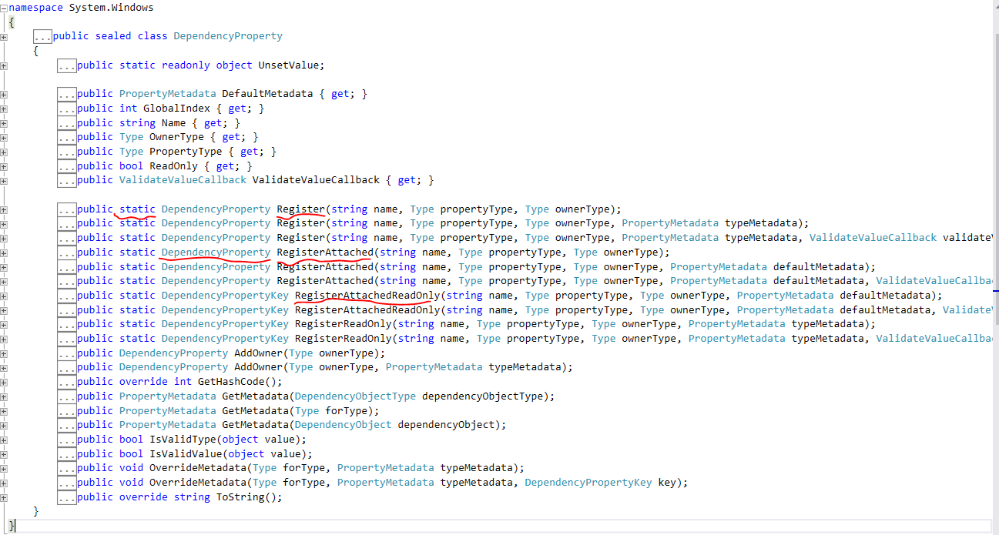 namespace System.Windows
{
...public sealed class DependencyProperty
{
...public static readonly object UnsetValue;
...public PropertyMetadata DefaultMetadata { get; }
...public int GlobalIndex { get; }
...public string Name { get; }
...public Type OwnerType { get; }
...public Type PropertyType { get; }
...public bool ReadOnly { get; }
...public ValidateValueCallback ValidateValueCallback { get; }
...public static DependencyProperty Register(string name, Type propertyType, Type ownerType);
...public static DependencyProperty Register(string name, Type propertyType, Type ownerType, PropertyMetadata typeMetadata);
...public static DependencyProperty Register(string name, Type propertyType, Type ownerType, PropertyMetadata typeMetadata, ValidateValueCallback validate
...public static DependencyProperty RegisterAttached(string name, Type propertyType, Type ownerType);
...public static DependencyProperty RegisterAttached(string name, Type propertyType, Type ownerType, PropertyMetadata defaultMetadata);
...public static DependencyProperty RegisterAttached(string name, Type propertyType, Type ownerType, PropertyMetadata defaultMetadata, ValidateValueCallba
...public static DependencyPropertyKey RegisterAttachedReadOnly(string name, Type propertyType, Type ownerType, PropertyMetadata defaultMetadata);
...public static DependencyPropertyKey RegisterAttachedReadOnly(string name, Type propertyType, Type ownerType, PropertyMetadata defaultMetadata, Validate
...public static DependencyPropertyKey RegisterReadOnly(string name, Type propertyType, Type ownerType, PropertyMetadata typeMetadata);
...public static DependencyPropertyKey RegisterReadOnly(string name, Type propertyType, Type ownerType, PropertyMetadata typeMetadata, ValidateValueCallba
...public DependencyProperty AddOwner(Type ownerType);
...public DependencyProperty AddOwner(Type ownerType, PropertyMetadata typeMetadata);
...public override int GetHashCode();
...public PropertyMetadata GetMetadata(DependencyObjectType dependencyObjectType);
...public PropertyMetadata GetMetadata(Type forType);
...public PropertyMetadata GetMetadata(DependencyObject dependencyObject);
...public bool IsValidType(object value);
...public bool IsValidValue(object value);
...public void OverrideMetadata(Type forType, PropertyMetadata typeMetadata);
...public void OverrideMetadata(Type forType, PropertyMetadata typeMetadata, DependencyPropertyKey key);
...public override string ToString();
}
}